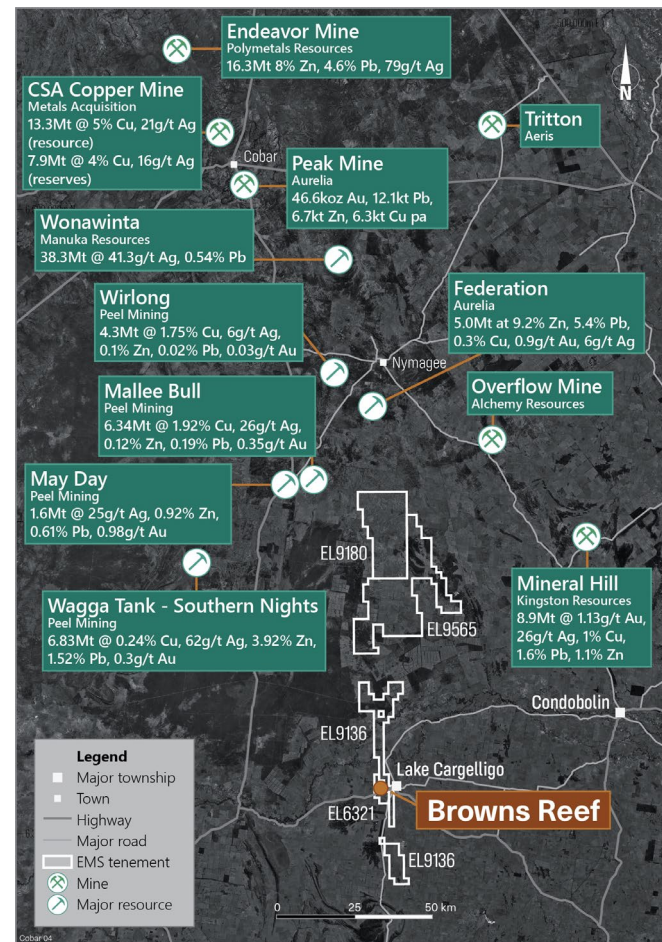 Endeavor Mine
Polymetals Resources
16.3Mt 8% Zn, 4.6% Pb, 79g/t Ag
CSA Copper Mine
Metals Acquisition
13.3Mt @ 5% Cu, 21g/t Ag
(resource)
7.9Mt @ 4% Cu, 16g/t Ag
(reserves)
N
Tritton
Aeris
Cobar
Peak Mine
Aurelia
46.6koz Au, 12.1kt Pb,
6.7kt Zn, 6.3kt Cu pa
Wonawinta
Manuka Resources
38.3Mt @ 41.3g/t Ag, 0.54% Pb
Wirlong
Peel Mining
4.3Mt @ 1.75% Cu, 6g/t Ag,
0.1% Zn, 0.02% Pb, 0.03g/t Au
Federation
Aurelia
5.0Mt at 9.2% Zn, 5.4% Pb,
0.3% Cu, 0.9g/t Au, 6g/t Ag
Nymagee
Mallee Bull
Peel Mining
6.34Mt @ 1.92% Cu, 26g/t Ag,
0.12% Zn, 0.19% Pb, 0.35g/t Au
Overflow Mine
Alchemy Resources
May Day
Peel Mining
1.6Mt @ 25g/t Ag, 0.92% Zn,
0.61% Pb, 0.98g/t Au
EL9180
EL9565
Wagga Tank - Southern Nights
Peel Mining
6.83Mt @ 0.24% Cu, 62g/t Ag, 3.92% Zn,
1.52% Pb, 0.3g/t Au
Mineral Hill
Kingston Resources
8.9Mt @ 1.13g/t Au,
26g/t Ag, 1% Cu,
1.6% Pb, 1.1% Zn
Condobolin
EL9136
Lake Cargelligo
EL6321
Browns Reef
EL9136
Legend
Major township
Town
Highway
Major road
EMS tenement
Mine
Major resource
0 25 50 km
Cobar 04